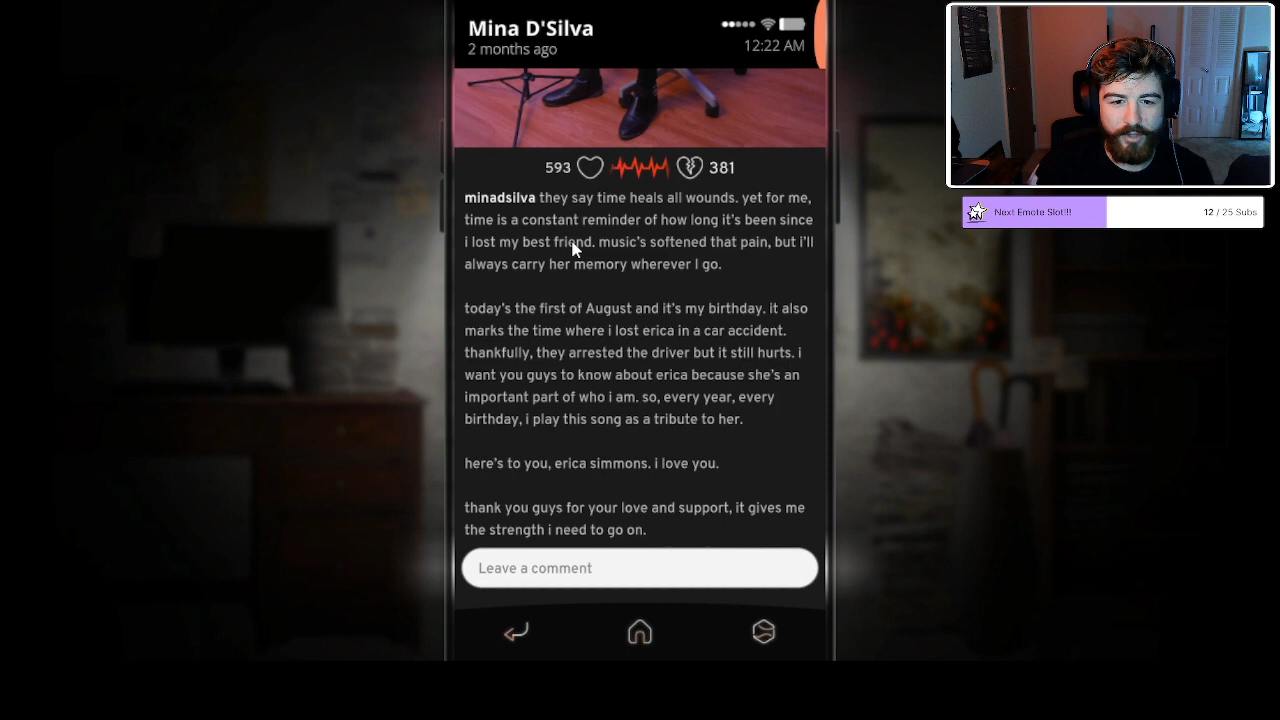 Mina D'Silva
2 months ago
12:22 AM
593
381
minadsilva they say time heals all wounds. yet for me,
time is a constant reminder of how long it's been since
i lost my best friend. music's softened that pain, but i'll
always carry her memory wherever I go.
today's the first of August and it's my birthday. it also
marks the time where i lost erica in a car accident.
thankfully, they arrested the driver but it still hurts. i
want you guys to know about erica because she's an
important part of who i am. so, every year, every
birthday, i play this song as a tribute to her.
here's to you, erica simmons. i love you.
thank you guys for your love and support, it gives me
the strength i need to go on.
Leave a comment
Next Emote Slot!!!
12 / 25 Subs